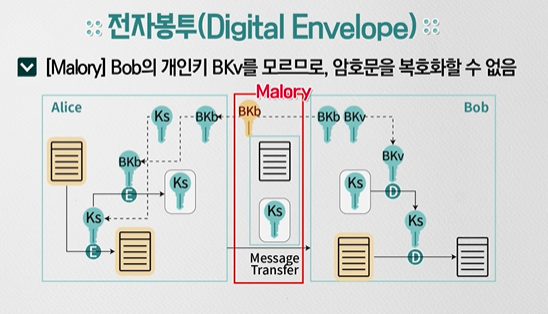 전자봉투(Digital Envelope)
[Malory] Bob의 개인키 BKv를 모르므로, 암호문을 복호화할 수 없음
Malory
Alice
Bob
Ks
BKb
BKb
BKb
BKv
BKb
Ks
BKv
E
Ks
D
Ks
Ks
Ks
E
D
Message
Transfer